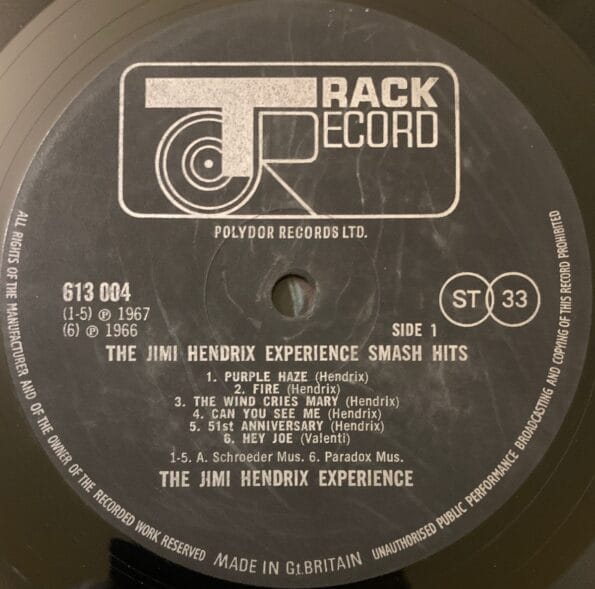 TRACK
RECORD
POLYDOR RECORDS LTD.
613 004
(1-5) ℗ 1967
(6) ℗ 1966
SIDE 1
ST 33
THE JIMI HENDRIX EXPERIENCE SMASH HITS
1. PURPLE HAZE (Hendrix)
2. FIRE (Hendrix)
3. THE WIND CRIES MARY (Hendrix)
4. CAN YOU SEE ME (Hendrix)
5. 51st ANNIVERSARY (Hendrix)
6. HEY JOE (Valenti)
1-5. A. Schroeder Mus. 6. Paradox Mus.
THE JIMI HENDRIX EXPERIENCE
ALL RIGHTS OF THE MANUFACTURER AND OF THE OWNER OF THE RECORDED WORK RESERVED
MADE IN Gt. BRITAIN
UNAUTHORISED PUBLIC PERFORMANCE BROADCASTING AND COPYING OF THIS RECORD PROHIBITED